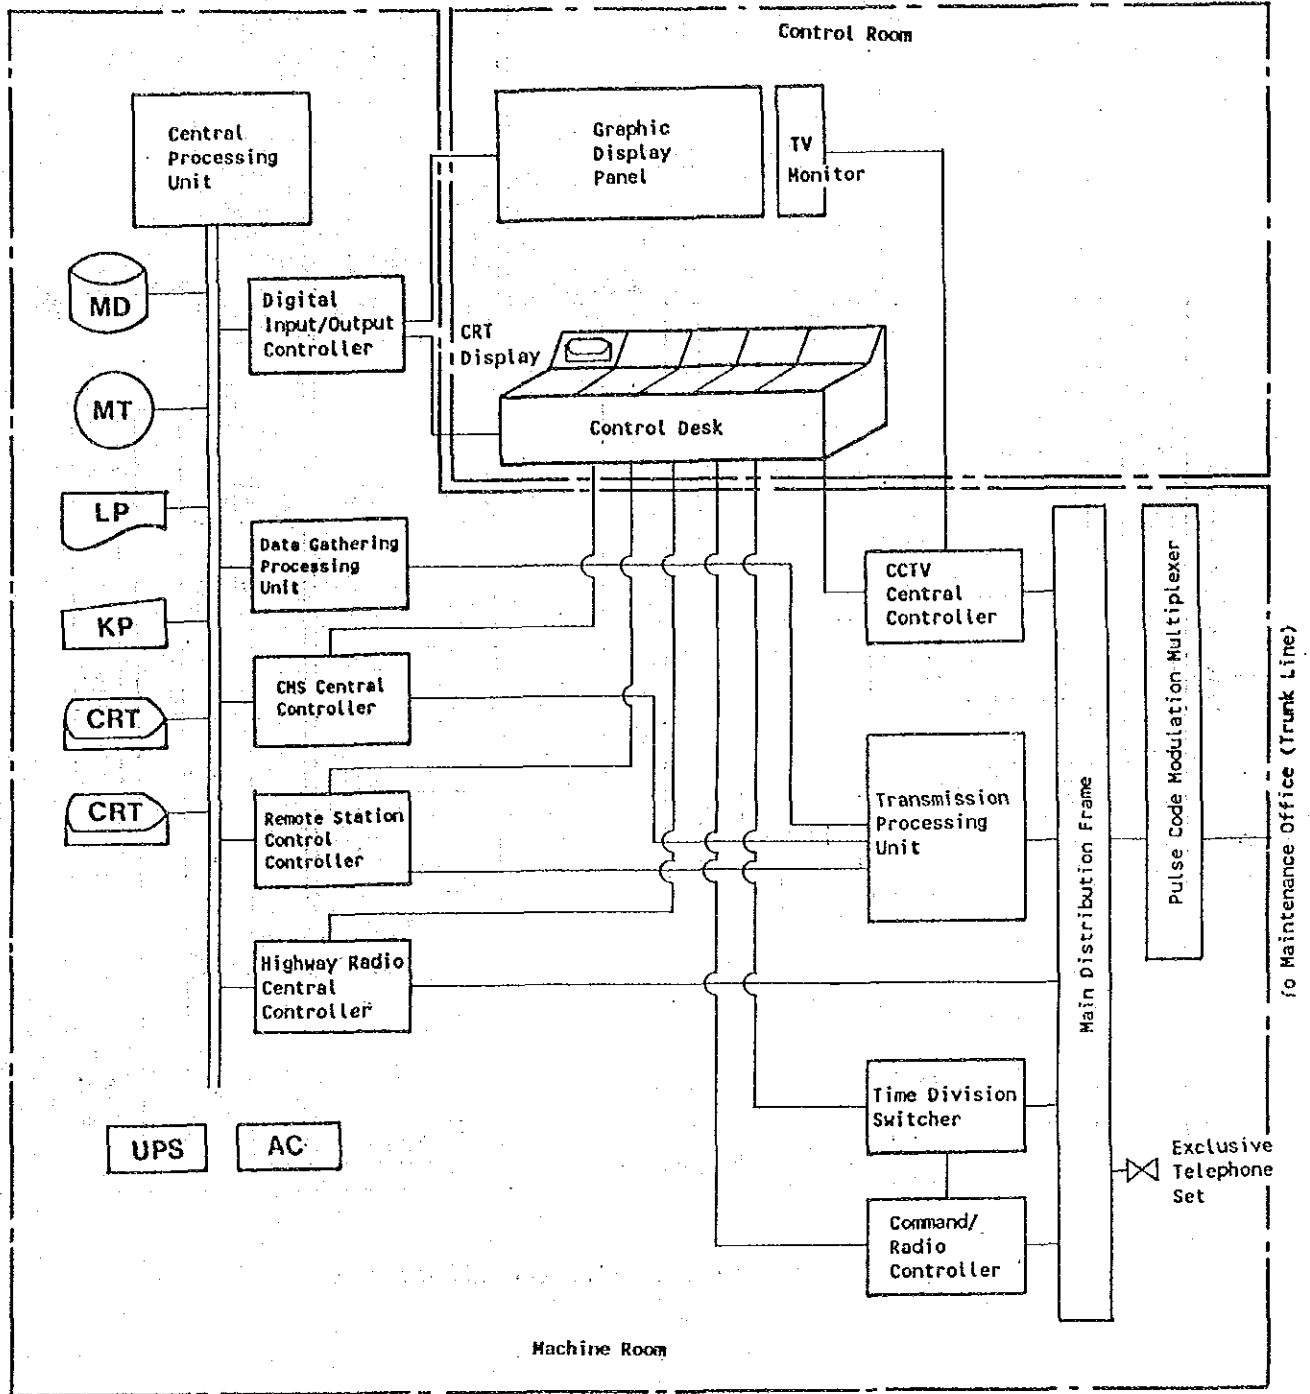 Control Room
Central
Processing
Unit
Graphic
Display
Panel
TV
Monitor
MD
Digital
Input/Output
Controller
CRT
Display
MT
Control Desk
LP
Data Gathering
Processing
Unit
CCTV
Central
Controller
KP
CMS Central
Controller
CRT
CRT
Remote Station
Control
Controller
Transmission
Processing
Unit
Main Distribution Frame
Pulse Code Modulation Multiplexer
To Maintenance Office (Trunk Line)
Highway Radio
Central
Controller
Time Division
Switcher
UPS
AC
Exclusive
Telephone
Set
Command/
Radio
Controller
Machine Room